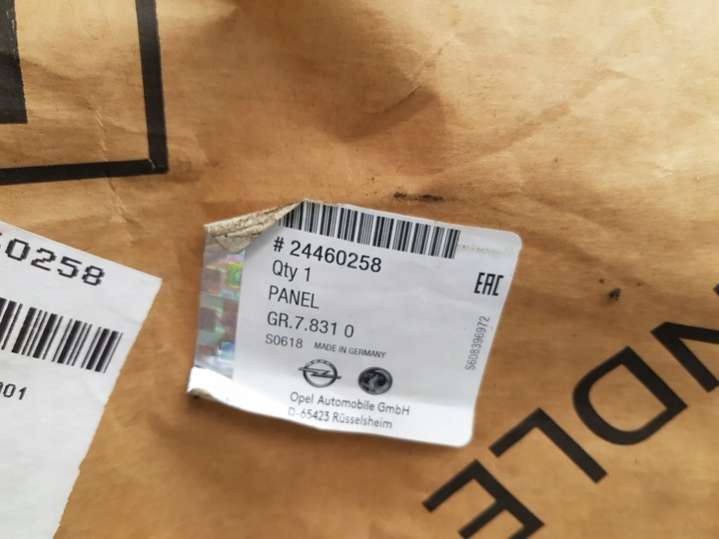 # 24460258
Qty 1
PANEL
GR.7.831 0
S0618 MADE IN GERMANY
Opel Automobile GmbH
D-65423 Rüsselsheim
EAC
S608396972
0258
001
NDLE